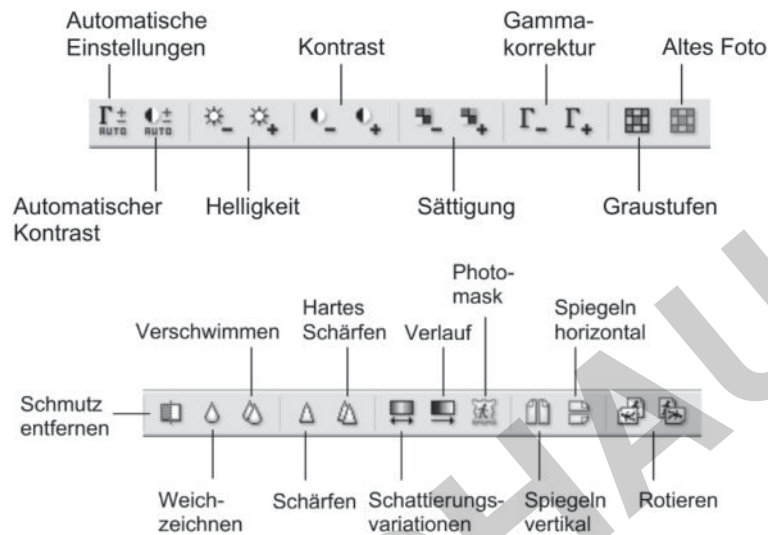 Automatische
Einstellungen
Kontrast
Gamma-
korrektur
Altes Foto
AUTO
AUTO
Automatischer
Kontrast
Helligkeit
Sättigung
Graustufen
Photo-
mask
Hartes
Schärfen
Spiegeln
horizontal
Verschwimmen
Verlauf
Schmutz
entfernen
Weich-
zeichnen
Schärfen
Schattierungs-
variationen
Spiegeln
vertikal
Rotieren
HAU